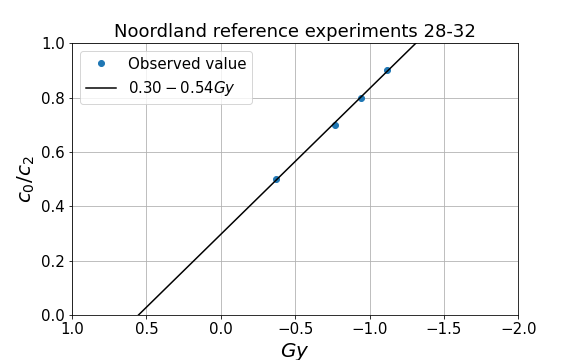 Noordland reference experiments 28-32
1.0
0.8
0.6
0.4
0.2
0.0
c₀/c₂
Observed value
0.30 − 0.54Gy
1.0 0.5 0.0 −0.5 −1.0 −1.5 −2.0
Gy